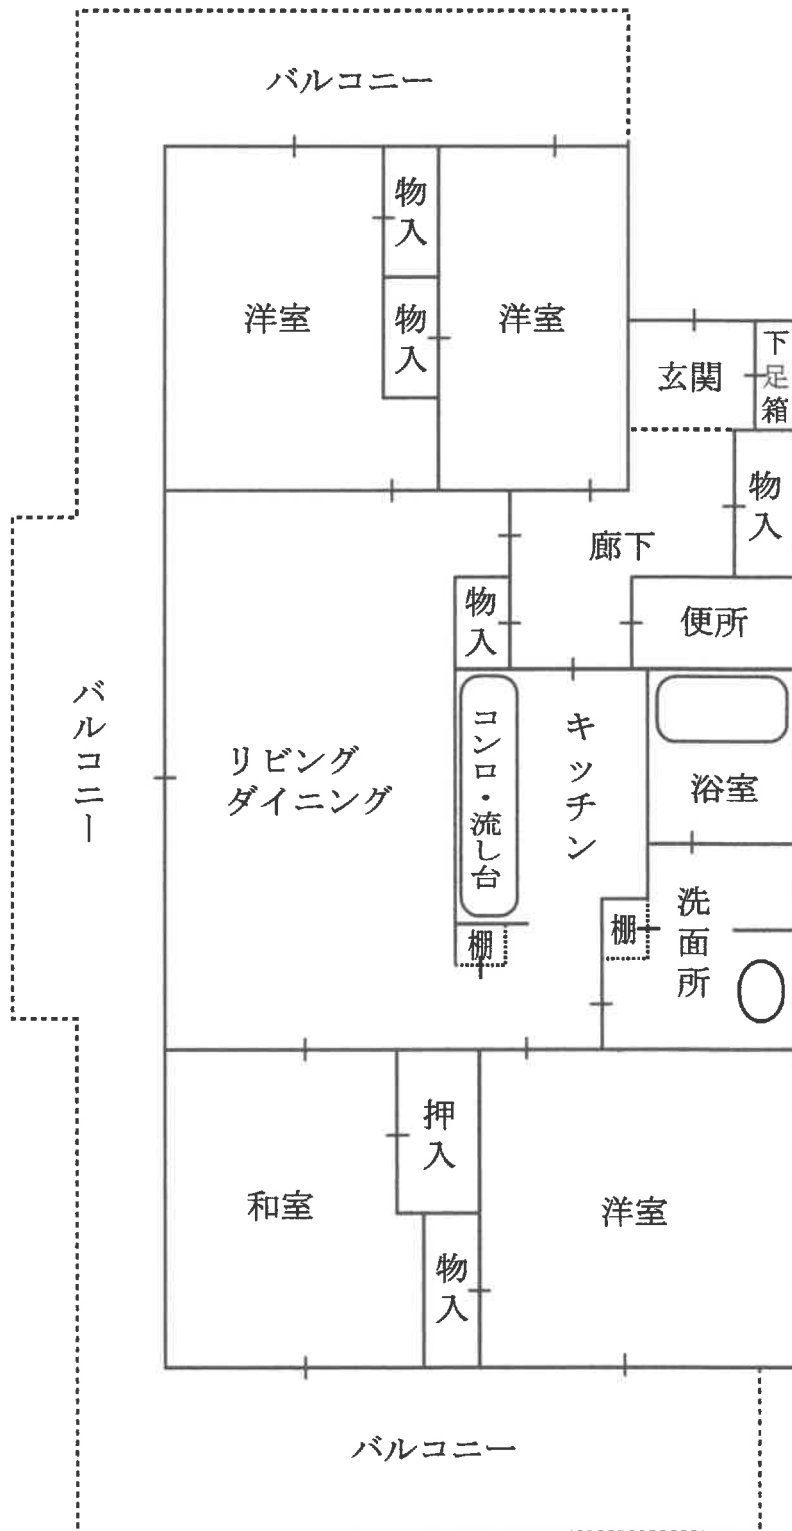 バルコニー
物入
洋室
物入
洋室
玄関
下足箱
物入
廊下
物入
便所
バルコニー
リビング
ダイニング
コンロ・流し台
キッチン
浴室
棚
棚
洗面所
押入
和室
物入
洋室
バルコニー